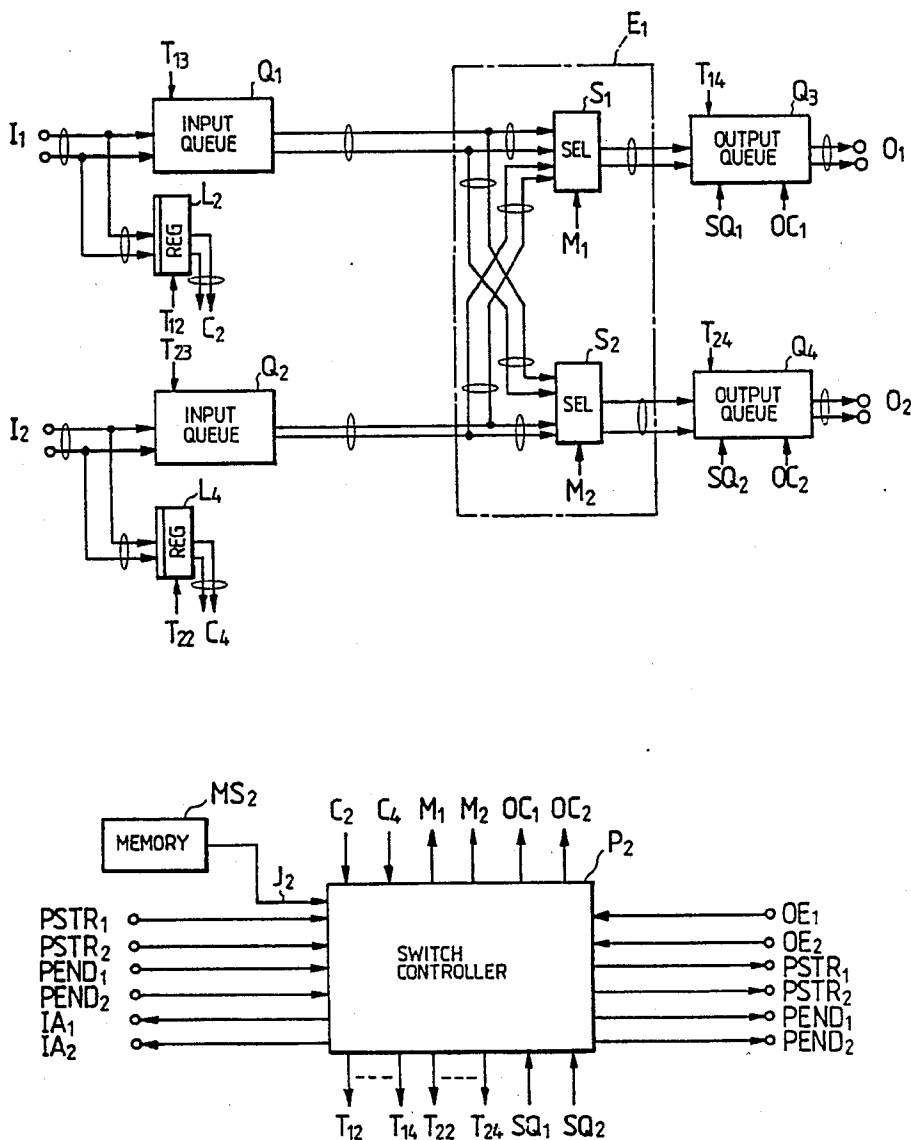 E₁
T₁₃
Q₁
S₁
T₁₄
Q₃
I₁
INPUT
QUEUE
SEL
OUTPUT
QUEUE
O₁
L₂
REG
M₁
SQ₁
OC₁
T₁₂
C₂
T₂₃
Q₂
S₂
T₂₄
Q₄
I₂
INPUT
QUEUE
SEL
OUTPUT
QUEUE
O₂
L₄
REG
M₂
SQ₂
OC₂
T₂₂
C₄
MS₂
MEMORY
C₂ C₄ M₁ M₂ OC₁ OC₂
P₂
J₂
PSTR₁
PSTR₂
PEND₁
PEND₂
IA₁
IA₂
SWITCH
CONTROLLER
OE₁
OE₂
PSTR₁
PSTR₂
PEND₁
PEND₂
T₁₂ T₁₄ T₂₂ T₂₄ SQ₁ SQ₂